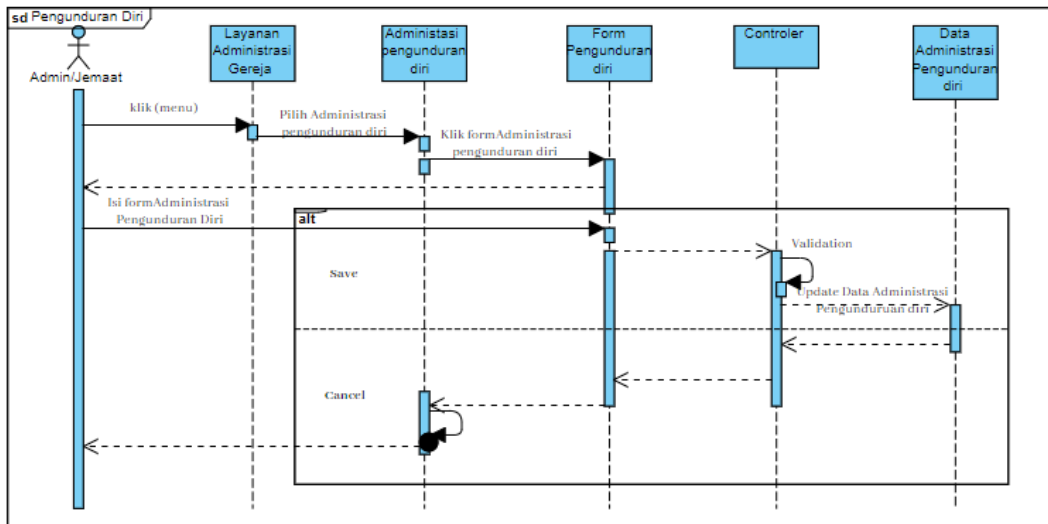 sd Pengunduran Diri
Admin/Jemaat
Layanan
Administrasi
Gereja
Administasi
pengunduran
diri
Form
Pengunduran
diri
Controler
Data
Administrasi
Pengunduran
diri
klik (menu)
Pilih Administrasi
pengunduran diri
Klik formAdministrasi
pengunduran diri
Isi formAdministrasi
Pengunduran Diri
alt
Validation
Save
Update Data Administrasi
Pengunduruan diri
Cancel